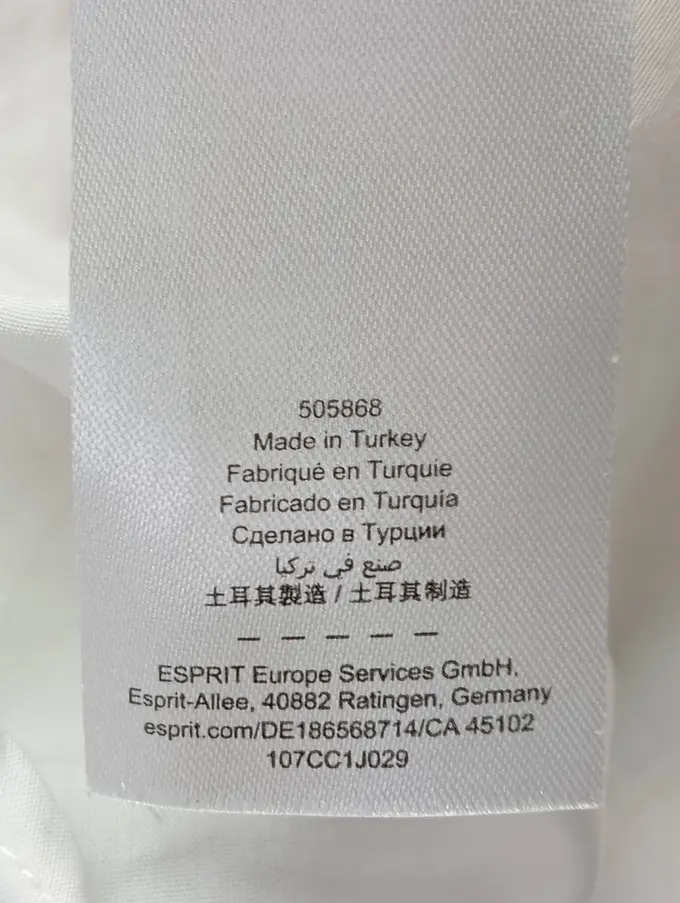 505868
Made in Turkey
Fabriqué en Turquie
Fabricado en Turquía
Сделано в Турции
صنع في تركيا
土耳其製造 / 土耳其制造
— — — — —
ESPRIT Europe Services GmbH,
Esprit-Allee, 40882 Ratingen, Germany
esprit.com/DE186568714/CA 45102
107CC1J029